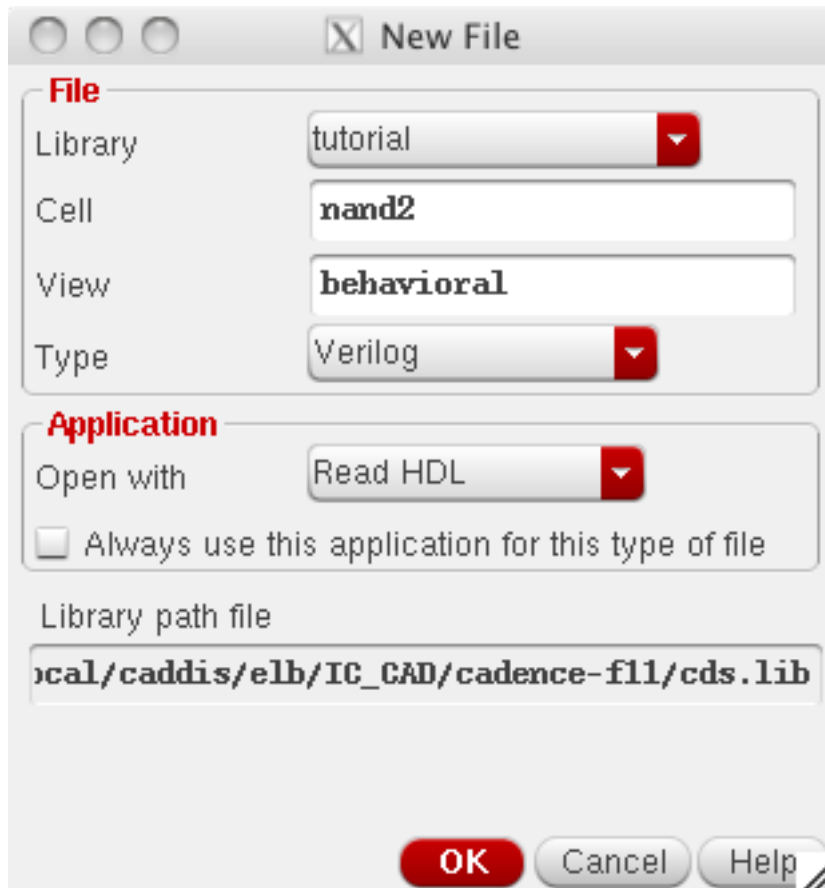 New File
File
Library tutorial
Cell nand2
View behavioral
Type Verilog
Application
Open with Read HDL
Always use this application for this type of file
Library path file
ocal/caddis/elb/IC_CAD/cadence-f11/cds.lib
OK Cancel Help